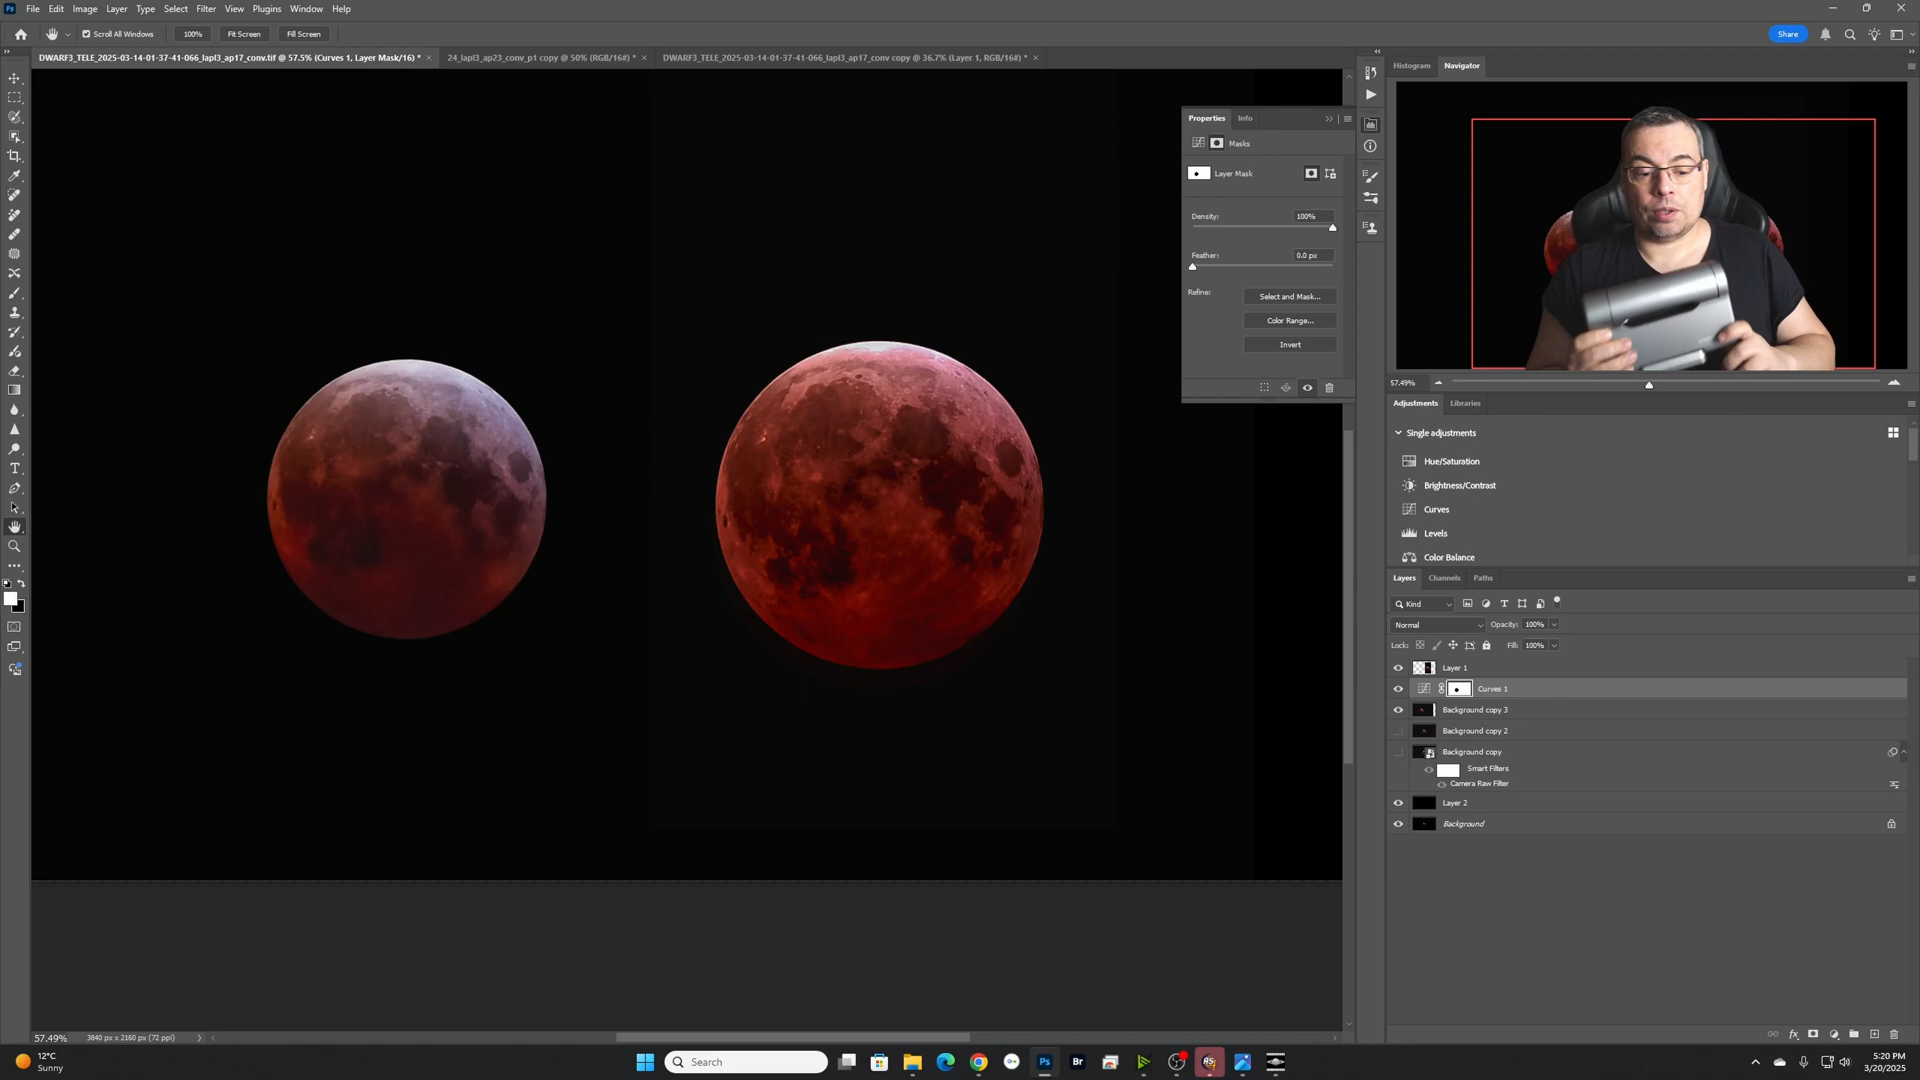 File Edit Image Layer Type Select Filter View Plugins Window Help
Scroll All Windows 100% Fit Screen Fill Screen Share
DWARF3_TELE_2025-03-14-01-37-41-066_lapl3_ap17_conv.tif @ 57.5% (Curves 1, Layer Mask/16) * × 24_lapl3_ap23_conv_p1 copy @ 50% (RGB/16#) * × DWARF3_TELE_2025-03-14-01-37-41-066_lapl3_ap17_conv copy @ 36.7% (Layer 1, RGB/16#) * ×
Histogram Navigator
Properties Info
Masks
Layer Mask
Density: 100%
Feather: 0.0 px
Refine: Select and Mask...
Color Range...
Invert
57.49%
Adjustments Libraries
Single adjustments
Hue/Saturation
Brightness/Contrast
Curves
Levels
Color Balance
Layers Channels Paths
Kind
Normal Opacity: 100%
Lock: Fill: 100%
Layer 1
Curves 1
Background copy 3
Background copy 2
Background copy
Smart Filters
Camera Raw Filter
Layer 2
Background
57.49% 3840 px x 2160 px (72 ppi)
12°C
Sunny
Search
Ps
Br
5:20 PM
3/20/2025